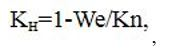 Kн=1-We/Kn,
,